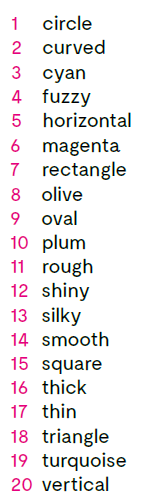 1 circle
2 curved
3 cyan
4 fuzzy
5 horizontal
6 magenta
7 rectangle
8 olive
9 oval
10 plum
11 rough
12 shiny
13 silky
14 smooth
15 square
16 thick
17 thin
18 triangle
19 turquoise
20 vertical